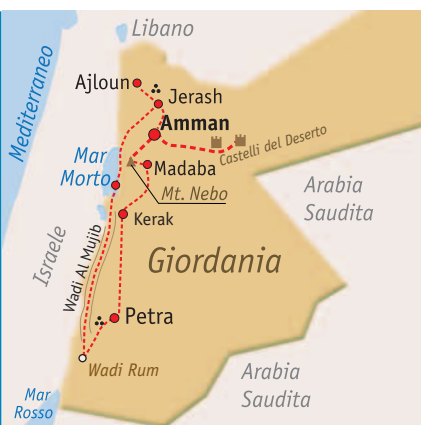 Libano
Mediterraneo
Ajloun
Jerash
Amman
Castelli del Deserto
Mar
Morto
Madaba
Mt. Nebo
Arabia
Saudita
Kerak
Israele
Wadi Al Mujib
Giordania
Petra
Wadi Rum
Arabia
Saudita
Mar
Rosso